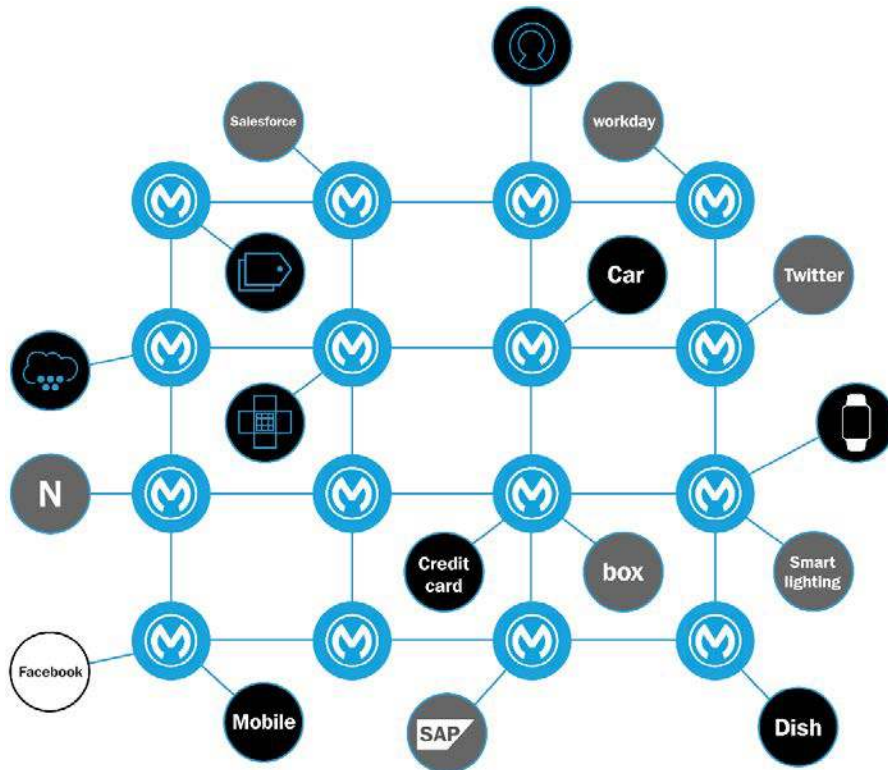 Salesforce
workday
Car
Twitter
N
Credit
card
box
Smart
lighting
Facebook
Mobile
SAP
Dish